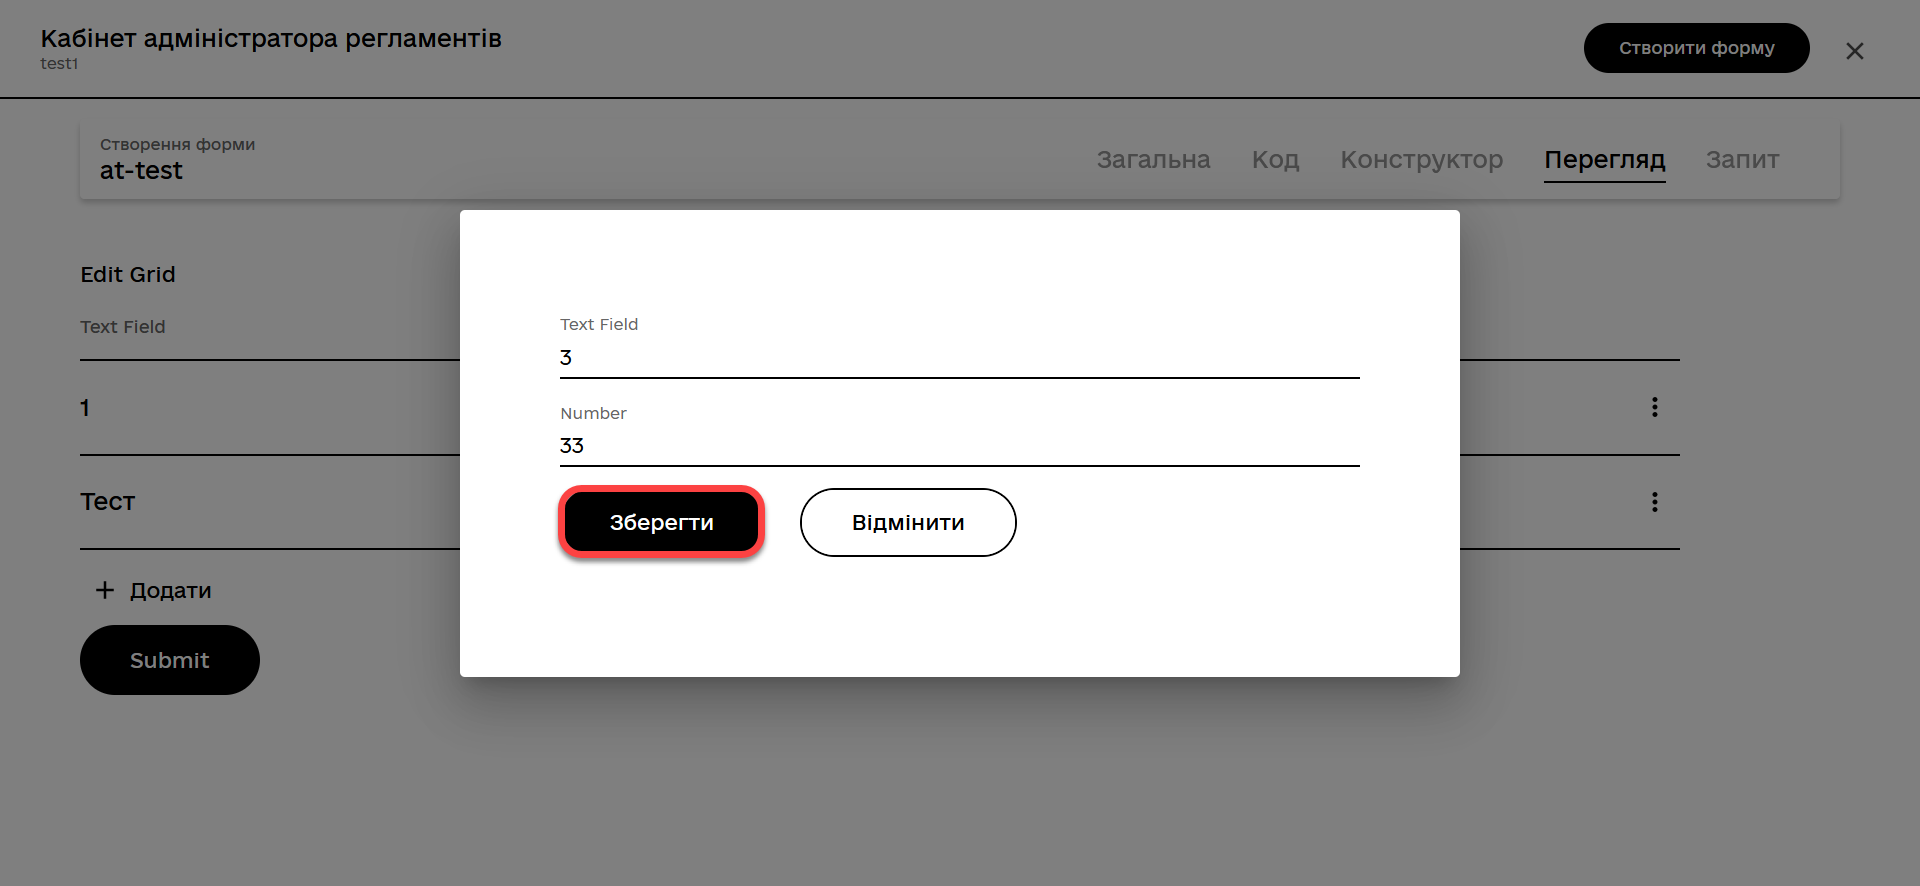 Кабінет адміністратора регламентів
test1
Створити форму
Створення форми
at-test
Загальна Код Конструктор Перегляд Запит
Edit Grid
Text Field
1
Тест
Додати
Submit
Text Field
3
Number
33
Зберегти Відмінити